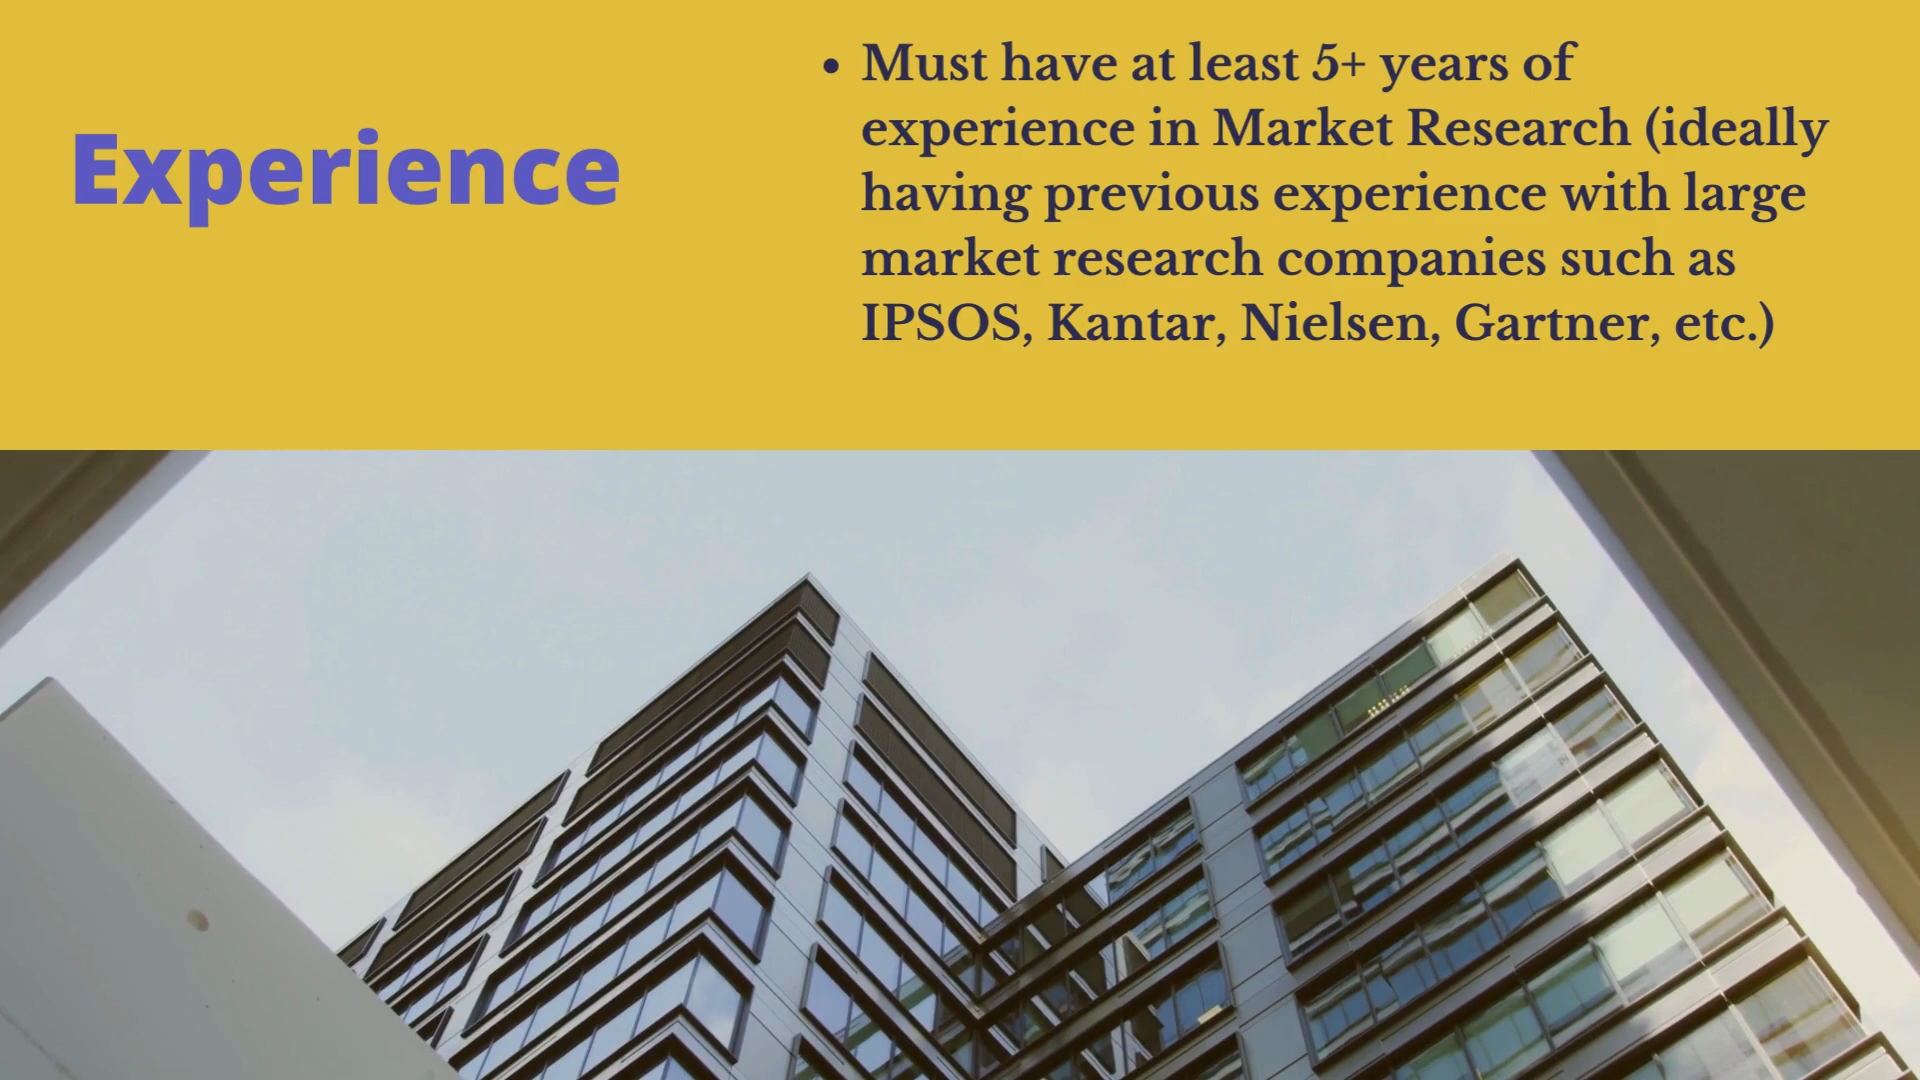 Experience
• Must have at least 5+ years of
experience in Market Research (ideally
having previous experience with large
market research companies such as
IPSOS, Kantar, Nielsen, Gartner, etc.)